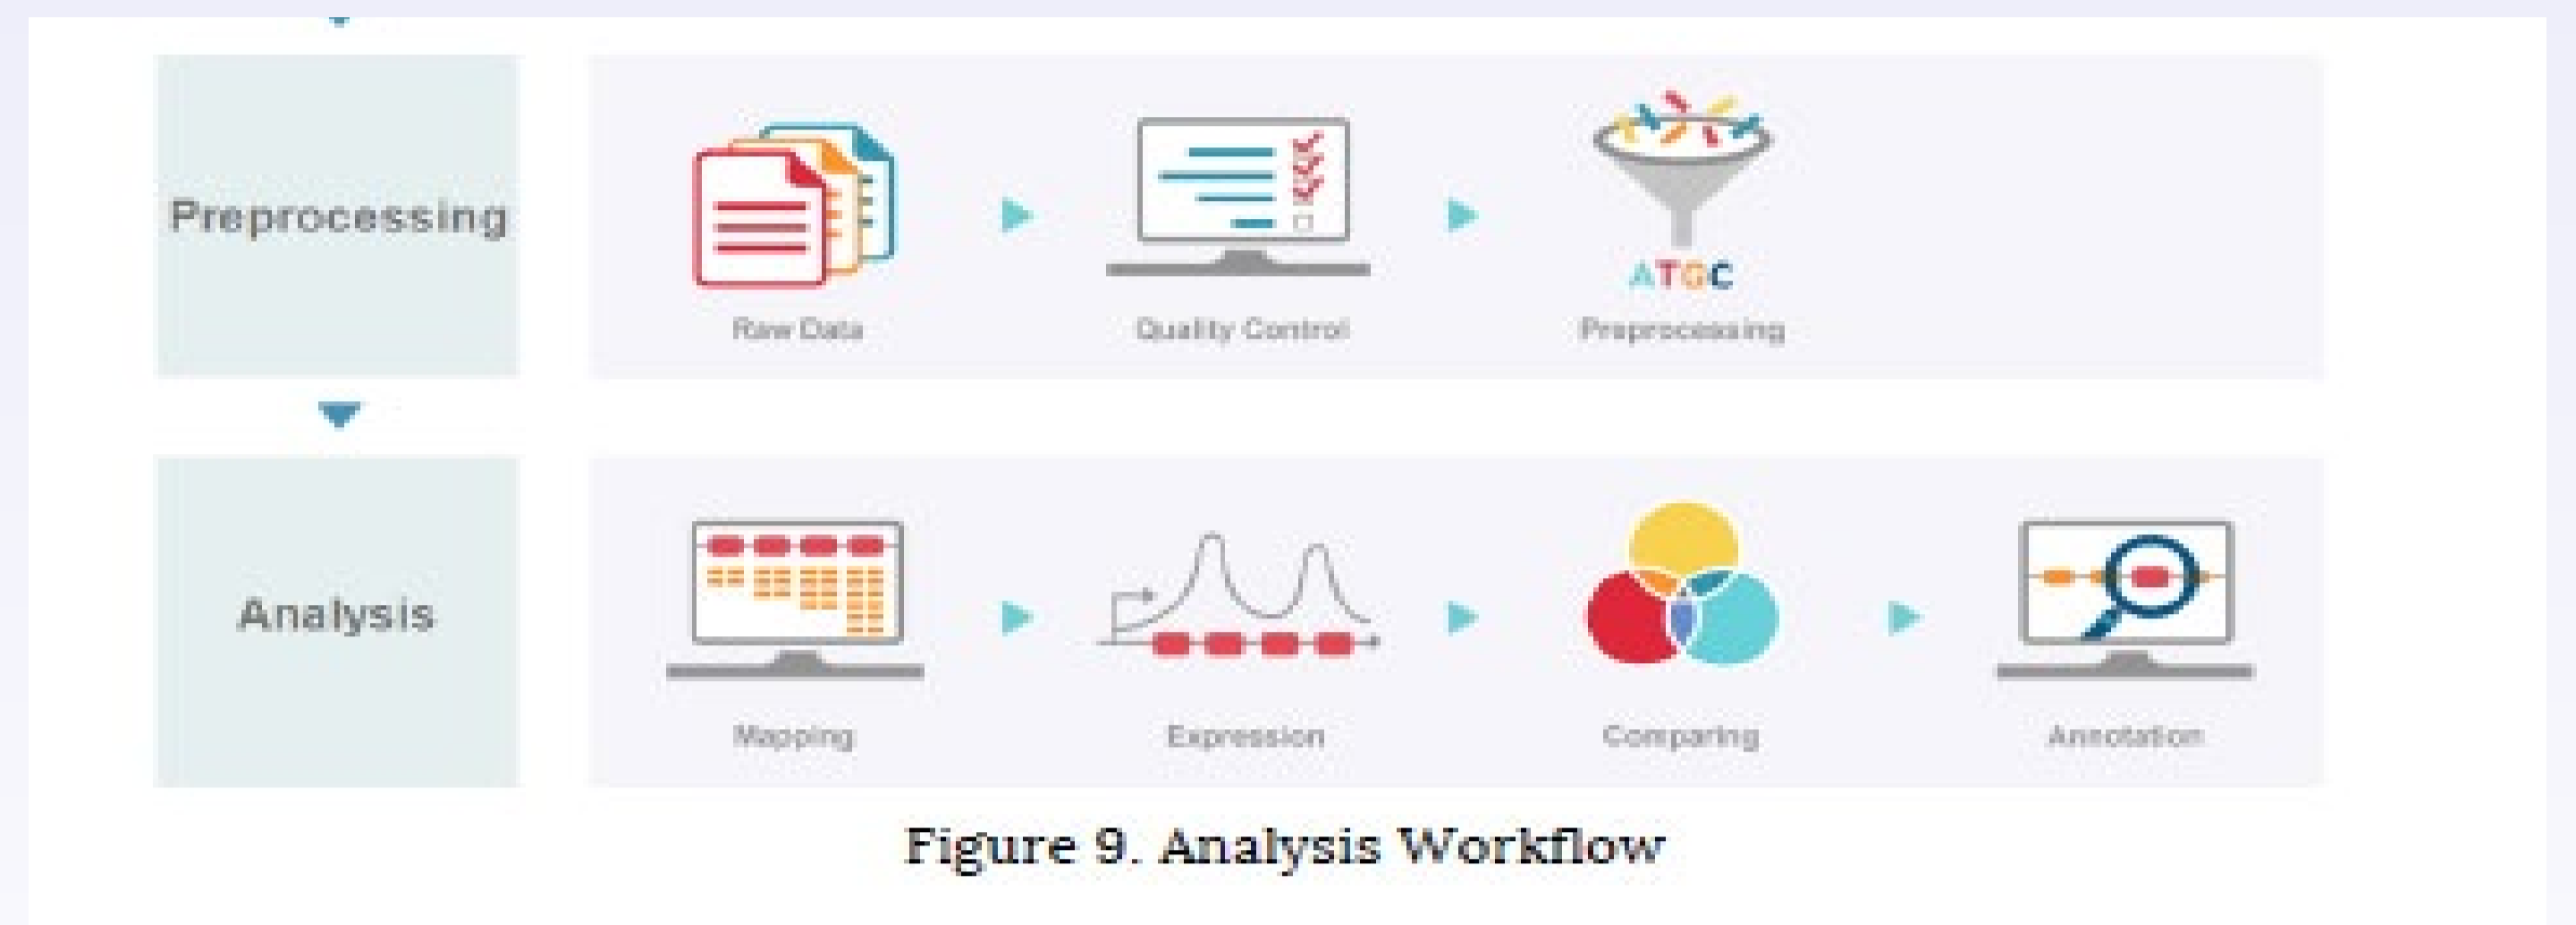 Preprocessing
ATGC
Raw Data
Quality Control
Preprocessing
Analysis
Mapping
Expression
Comparing
Annotation
Figure 9. Analysis Workflow